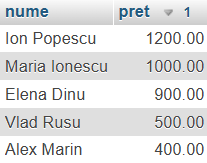 nume pret 1
Ion Popescu 1200.00
Maria Ionescu 1000.00
Elena Dinu 900.00
Vlad Rusu 500.00
Alex Marin 400.00